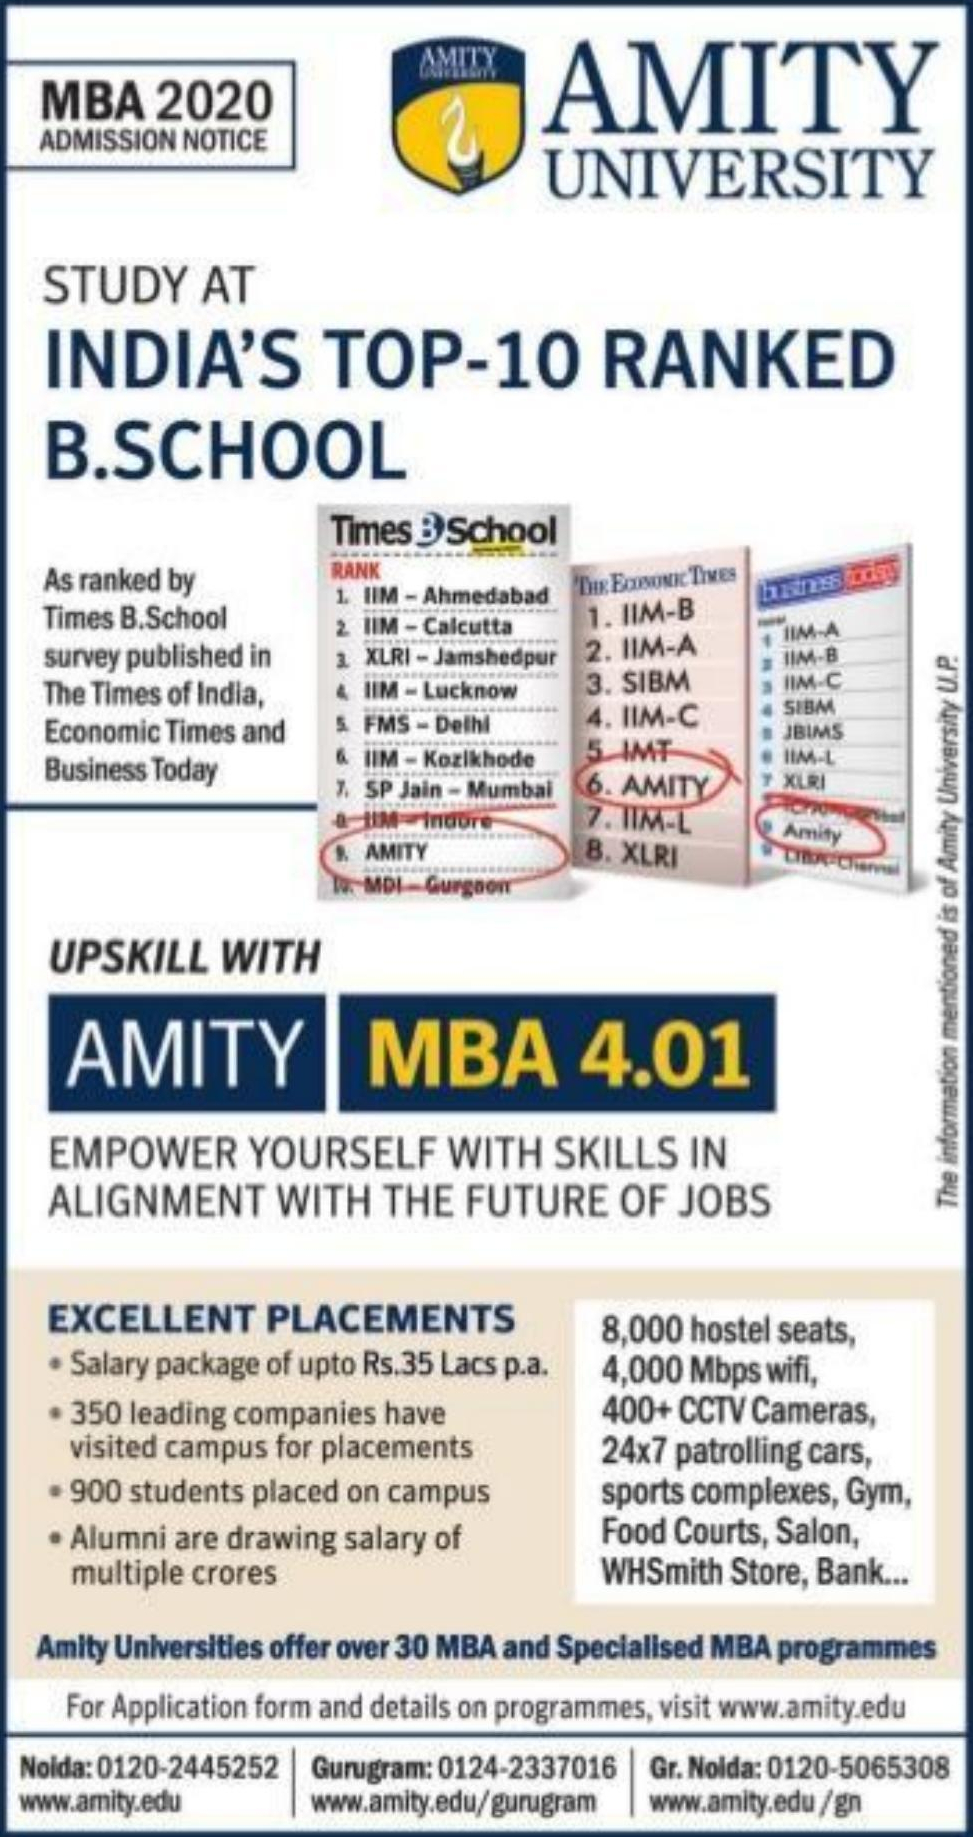 MBA 2020
ADMISSION NOTICE
AMITY
UNIVERSITY
AMITY
UNIVERSITY
STUDY AT
INDIA'S TOP-10 RANKED
B.SCHOOL
As ranked by
Times B.School
survey published in
The Times of India,
Economic Times and
Business Today
Times B School
RANK
1. IIM - Ahmedabad
2. IIM - Calcutta
3. XLRI - Jamshedpur
4. IIM - Lucknow
5. FMS - Delhi
6. IIM - Kozikhode
7. SP Jain - Mumbai
8. IIM - Indore
9. AMITY
10. MDI - Gurgaon
THE ECONOMIC TIMES
1. IIM-B
2. IIM-A
3. SIBM
4. IIM-C
5. IMT
6. AMITY
7. IIM-L
8. XLRI
business today
1 IIM-A
2 IIM-B
3 IIM-C
4 SIBM
5 JBIMS
6 IIM-L
7 XLRI
Amity
LIBA-Chennai
The information mentioned is of Amity University U.P.
UPSKILL WITH
AMITY MBA 4.01
EMPOWER YOURSELF WITH SKILLS IN
ALIGNMENT WITH THE FUTURE OF JOBS
EXCELLENT PLACEMENTS
• Salary package of upto Rs.35 Lacs p.a.
• 350 leading companies have
visited campus for placements
• 900 students placed on campus
• Alumni are drawing salary of
multiple crores
8,000 hostel seats,
4,000 Mbps wifi,
400+ CCTV Cameras,
24x7 patrolling cars,
sports complexes, Gym,
Food Courts, Salon,
WHSmith Store, Bank...
Amity Universities offer over 30 MBA and Specialised MBA programmes
For Application form and details on programmes, visit www.amity.edu
Noida: 0120-2445252
www.amity.edu
Gurugram: 0124-2337016
www.amity.edu/gurugram
Gr. Noida: 0120-5065308
www.amity.edu /gn